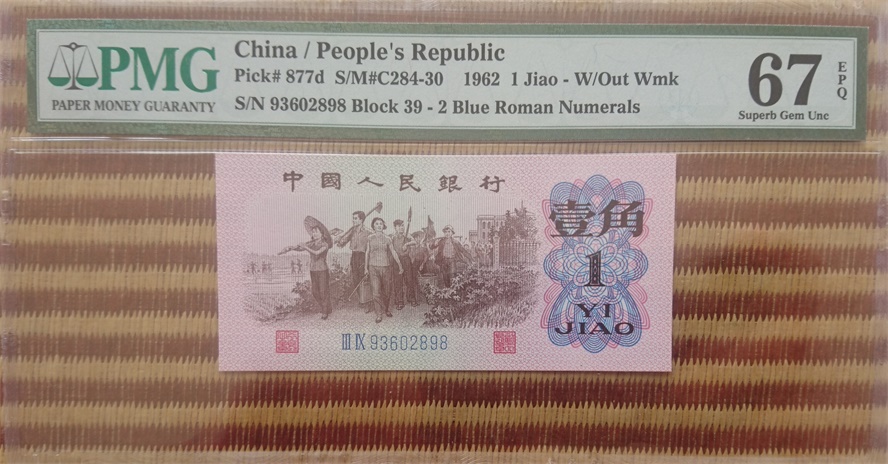 PMG
PAPER MONEY GUARANTY
China / People's Republic
Pick# 877d S/M#C284-30 1962 1 Jiao - W/Out Wmk
S/N 93602898 Block 39 - 2 Blue Roman Numerals
67
EPQ
Superb Gem Unc
中國人民銀行
壹角
1
YI
JIAO
III IX 93602898